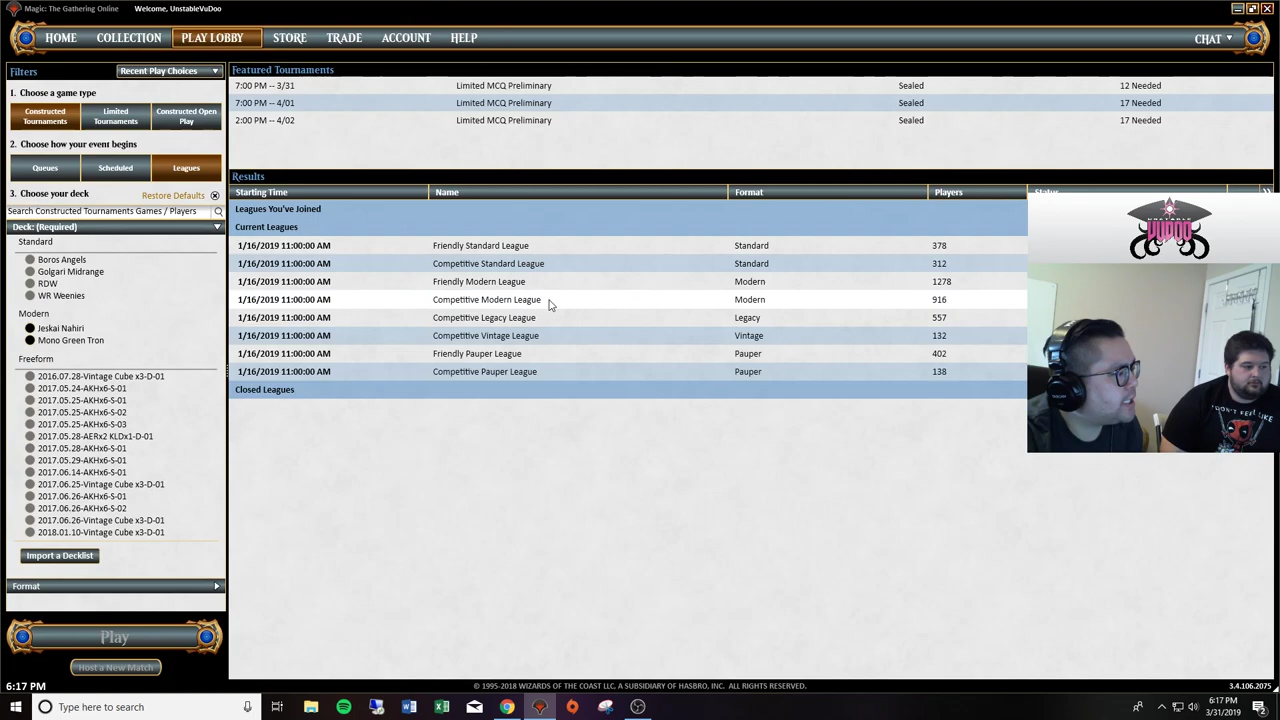 Magic: The Gathering Online Welcome, UnstableVuDoo
HOME COLLECTION PLAY LOBBY STORE TRADE ACCOUNT HELP CHAT
Filters Recent Play Choices
1. Choose a game type
Constructed Tournaments Limited Tournaments Constructed Open Play
2. Choose how your event begins
Queues Scheduled Leagues
3. Choose your deck Restore Defaults
Search Constructed Tournaments Games / Players
Deck: (Required)
Standard
Boros Angels
Golgari Midrange
RDW
WR Weenies
Modern
Jeskai Nahiri
Mono Green Tron
Freeform
2016.07.28-Vintage Cube x3-D-01
2017.05.24-AKHx6-S-01
2017.05.25-AKHx6-S-01
2017.05.25-AKHx6-S-02
2017.05.25-AKHx6-S-03
2017.05.28-AERx2 KLDx1-D-01
2017.05.28-AKHx6-S-01
2017.05.29-AKHx6-S-01
2017.06.14-AKHx6-S-01
2017.06.25-Vintage Cube x3-D-01
2017.06.26-AKHx6-S-01
2017.06.26-AKHx6-S-02
2017.06.26-Vintage Cube x3-D-01
2018.01.10-Vintage Cube x3-D-01
Import a Decklist
Format
Play
Host a New Match
6:17 PM
Featured Tournaments
7:00 PM -- 3/31 Limited MCQ Preliminary Sealed 12 Needed
7:00 PM -- 4/01 Limited MCQ Preliminary Sealed 17 Needed
2:00 PM -- 4/02 Limited MCQ Preliminary Sealed 17 Needed
Results
Starting Time Name Format Players Status
Leagues You've Joined
Current Leagues
1/16/2019 11:00:00 AM Friendly Standard League Standard 378
1/16/2019 11:00:00 AM Competitive Standard League Standard 312
1/16/2019 11:00:00 AM Friendly Modern League Modern 1278
1/16/2019 11:00:00 AM Competitive Modern League Modern 916
1/16/2019 11:00:00 AM Competitive Legacy League Legacy 557
1/16/2019 11:00:00 AM Competitive Vintage League Vintage 132
1/16/2019 11:00:00 AM Friendly Pauper League Pauper 402
1/16/2019 11:00:00 AM Competitive Pauper League Pauper 138
Closed Leagues
UNSTABLE
VUDOO
I DON'T FEEL LIKE
© 1995-2018 WIZARDS OF THE COAST LLC, A SUBSIDIARY OF HASBRO, INC. ALL RIGHTS RESERVED. 3.4.106.2075
Type here to search
6:17 PM
3/31/2019